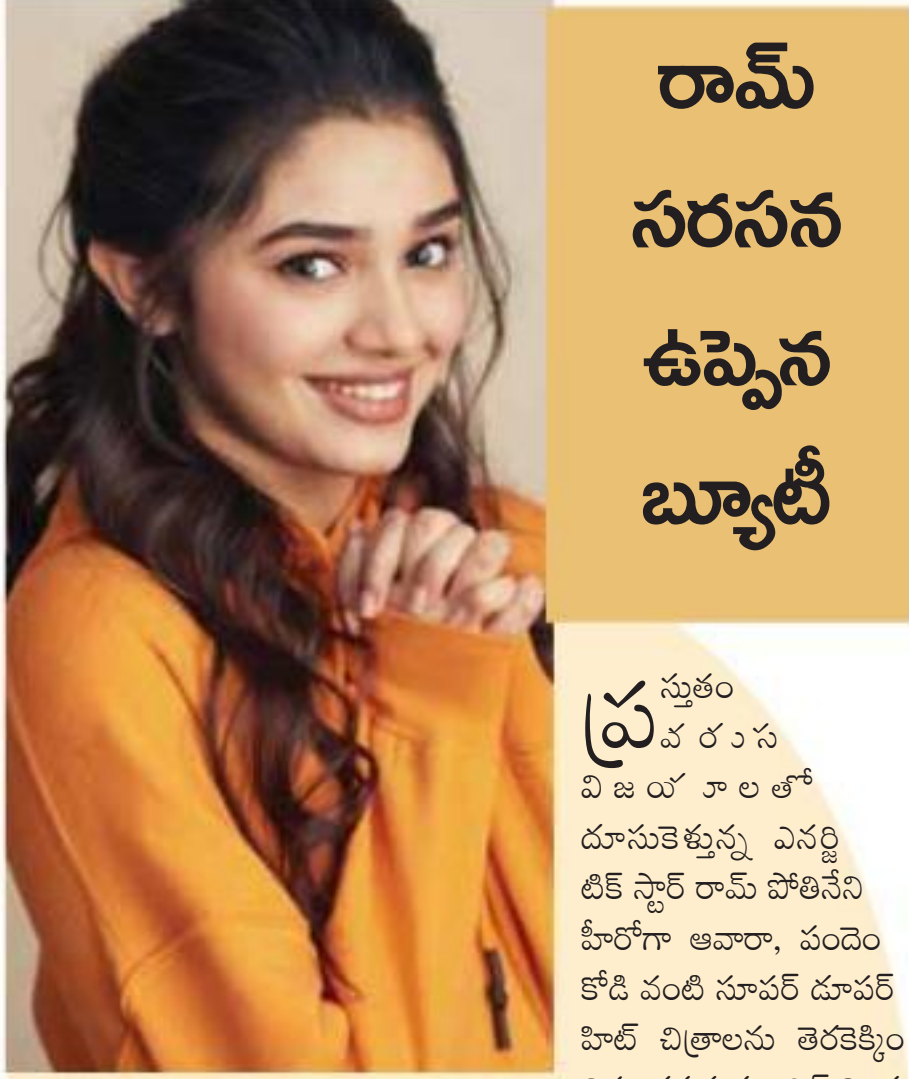 రామ్
సరసన
ఉప్పెన
బ్యూటీ
ప్రస్తుతం
వరుస
విజయాలతో
దూసుకెళ్తున్న ఎనర్జి
టిక్ స్టార్ రామ్ పోతినేని
హీరోగా ఆవారా, పందెం
కోడి వంటి సూపర్ డూపర్
హిట్ చిత్రాలను తెరకెక్కిం